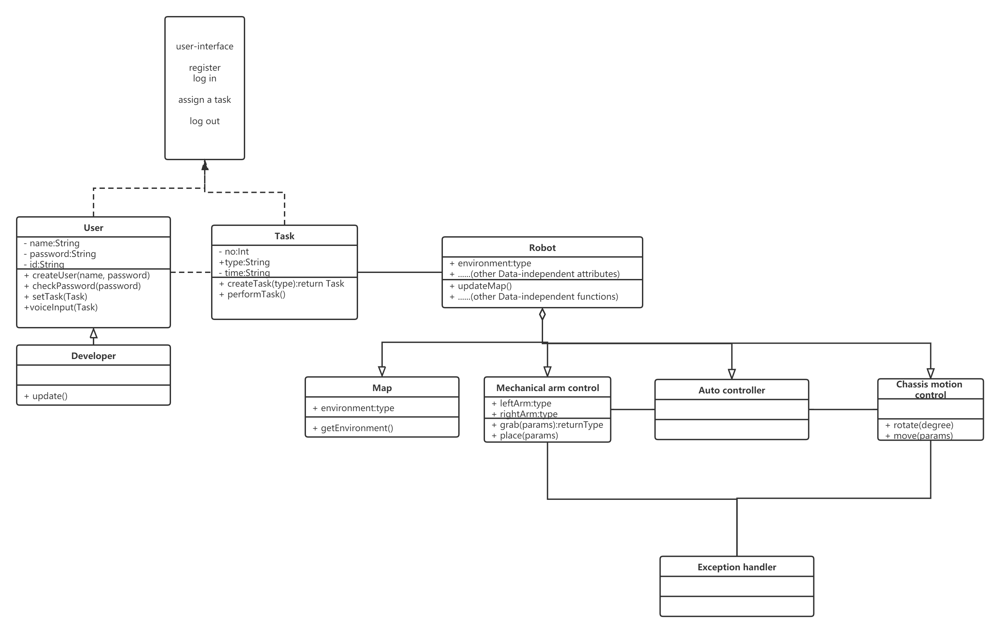 user-interface
register
log in
assign a task
log out
User
- name:String
- password:String
- id:String
+ createUser(name, password)
+ checkPassword(password)
+ setTask(Task)
+voiceInput(Task)
Developer
+ update()
Task
- no:Int
+type:String
- time:String
+ createTask(type):return Task
+ performTask()
Robot
+ environment:type
+ ......(other Data-independent attributes)
+ updateMap()
+ ......(other Data-independent functions)
Map
+ environment:type
+ getEnvironment()
Mechanical arm control
+ leftArm:type
+ rightArm:type
+ grab(params):returnType
+ place(params)
Auto controller
Chassis motion
control
+ rotate(degree)
+ move(params)
Exception handler